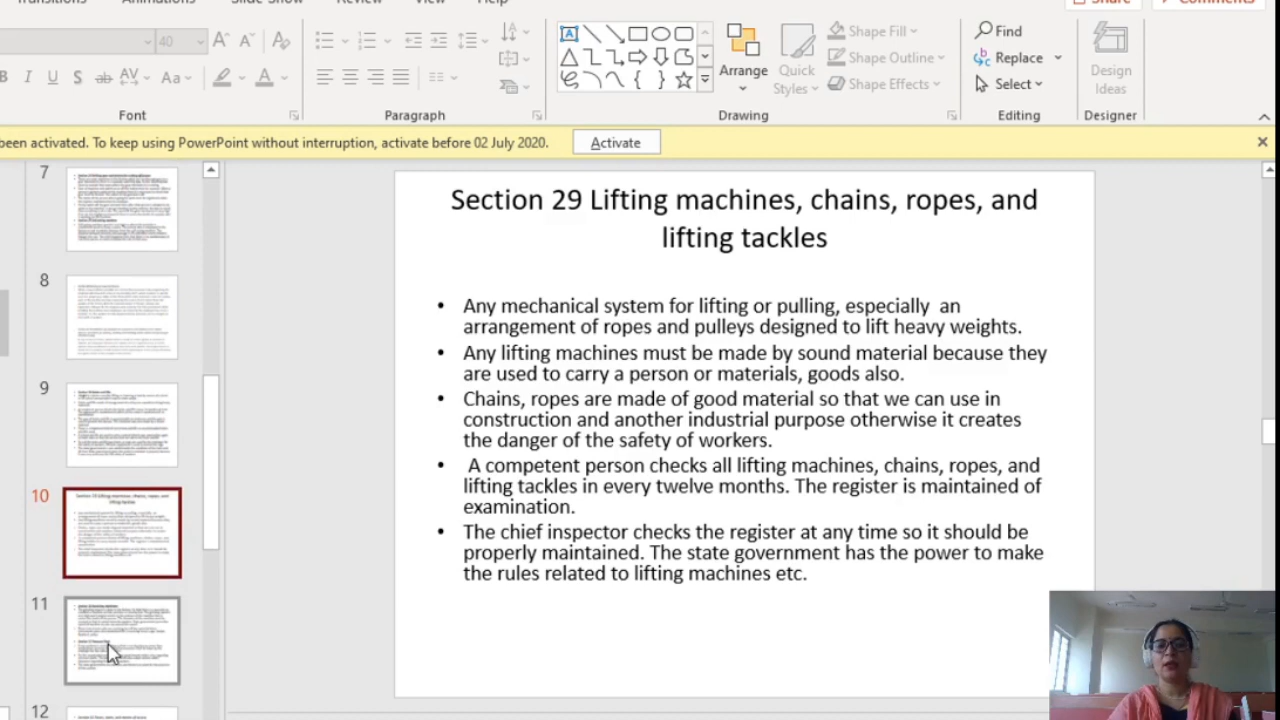 Transitions Animations Slide Show Review View Help Share Comments
40 A A A
B I U S ab AV Aa A
Arrange
Quick Styles
Shape Fill
Shape Outline
Shape Effects
Find
Replace
Select
Design Ideas
Font Paragraph Drawing Editing Designer
been activated. To keep using PowerPoint without interruption, activate before 02 July 2020. Activate
7
8
9
10
11
12
Section 29 Lifting machines, chains, ropes, and
lifting tackles
• Any mechanical system for lifting or pulling, especially an
arrangement of ropes and pulleys designed to lift heavy weights.
• Any lifting machines must be made by sound material because they
are used to carry a person or materials, goods also.
• Chains, ropes are made of good material so that we can use in
construction and another industrial purpose otherwise it creates
the danger of the safety of workers.
• A competent person checks all lifting machines, chains, ropes, and
lifting tackles in every twelve months. The register is maintained of
examination.
• The chief inspector checks the register at any time so it should be
properly maintained. The state government has the power to make
the rules related to lifting machines etc.